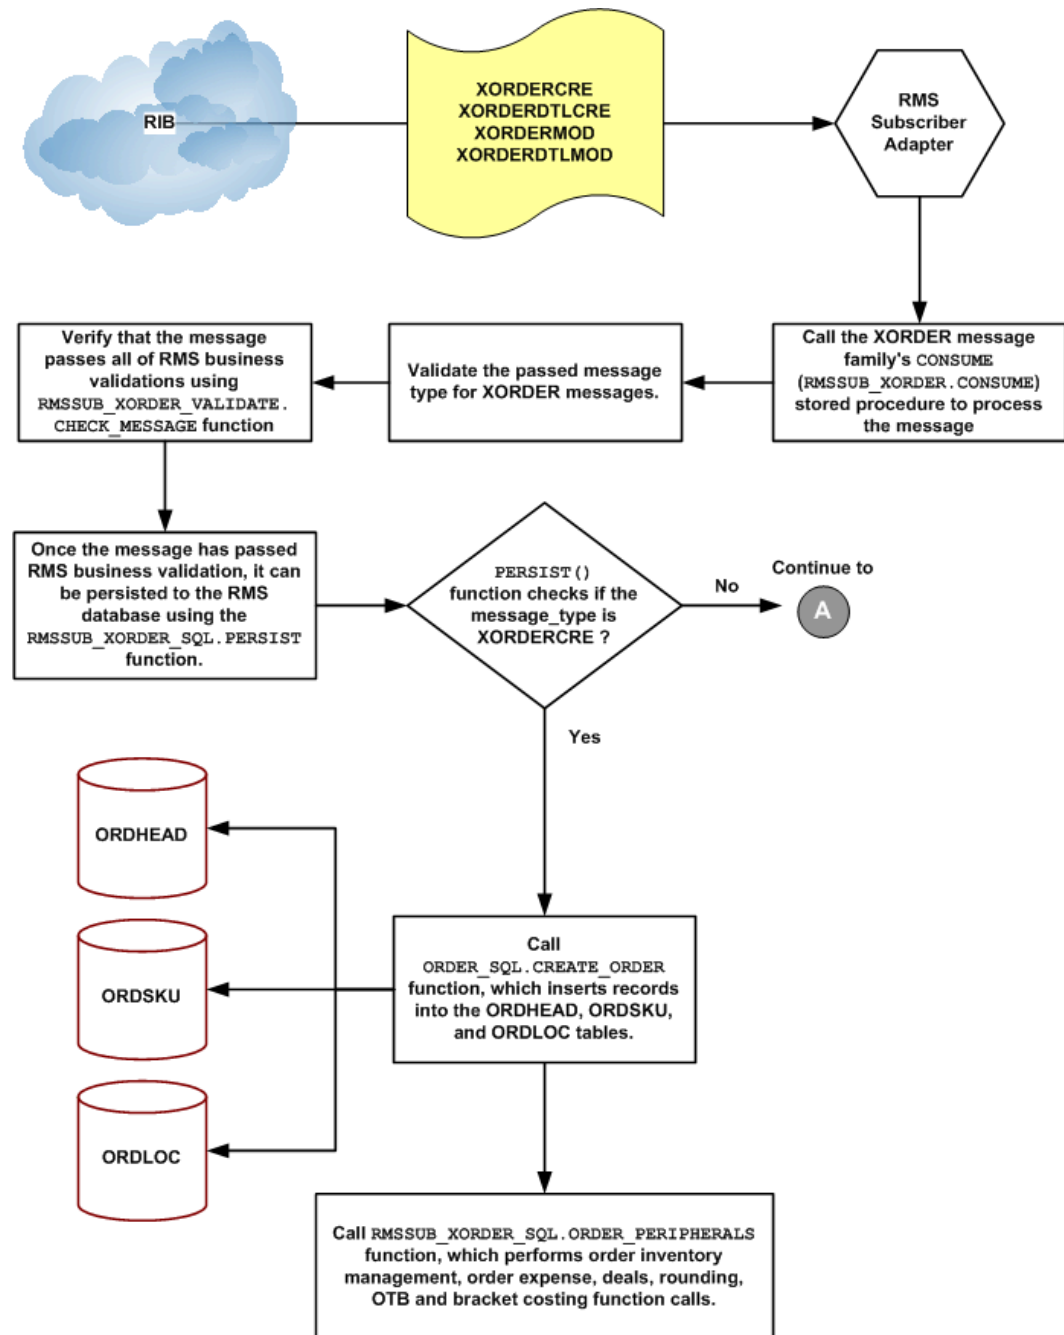 RIB
XORDERCRE
XORDERDTLCRE
XORDERMOD
XORDERDTLMOD
RMS
Subscriber
Adapter
Call the XORDER message
family's CONSUME
(RMSSUB_XORDER.CONSUME)
stored procedure to process
the message
Validate the passed message
type for XORDER messages.
Verify that the message
passes all of RMS business
validations using
RMSSUB_XORDER_VALIDATE.
CHECK_MESSAGE function
Once the message has passed
RMS business validation, it can
be persisted to the RMS
database using the
RMSSUB_XORDER_SQL.PERSIST
function.
PERSIST()
function checks if the
message_type is
XORDERCRE ?
No
Continue to
A
Yes
ORDHEAD
ORDSKU
ORDLOC
Call
ORDER_SQL.CREATE_ORDER
function, which inserts records
into the ORDHEAD, ORDSKU,
and ORDLOC tables.
Call RMSSUB_XORDER_SQL.ORDER_PERIPHERALS
function, which performs order inventory
management, order expense, deals, rounding,
OTB and bracket costing function calls.